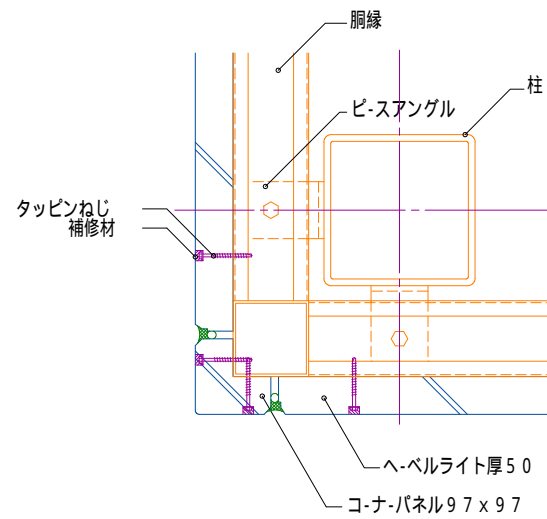 胴縁
柱
ピ-スアングル
タッピンねじ
補修材
ヘ-ベルライト厚５０
コ-ナ-パネル９７ｘ９７